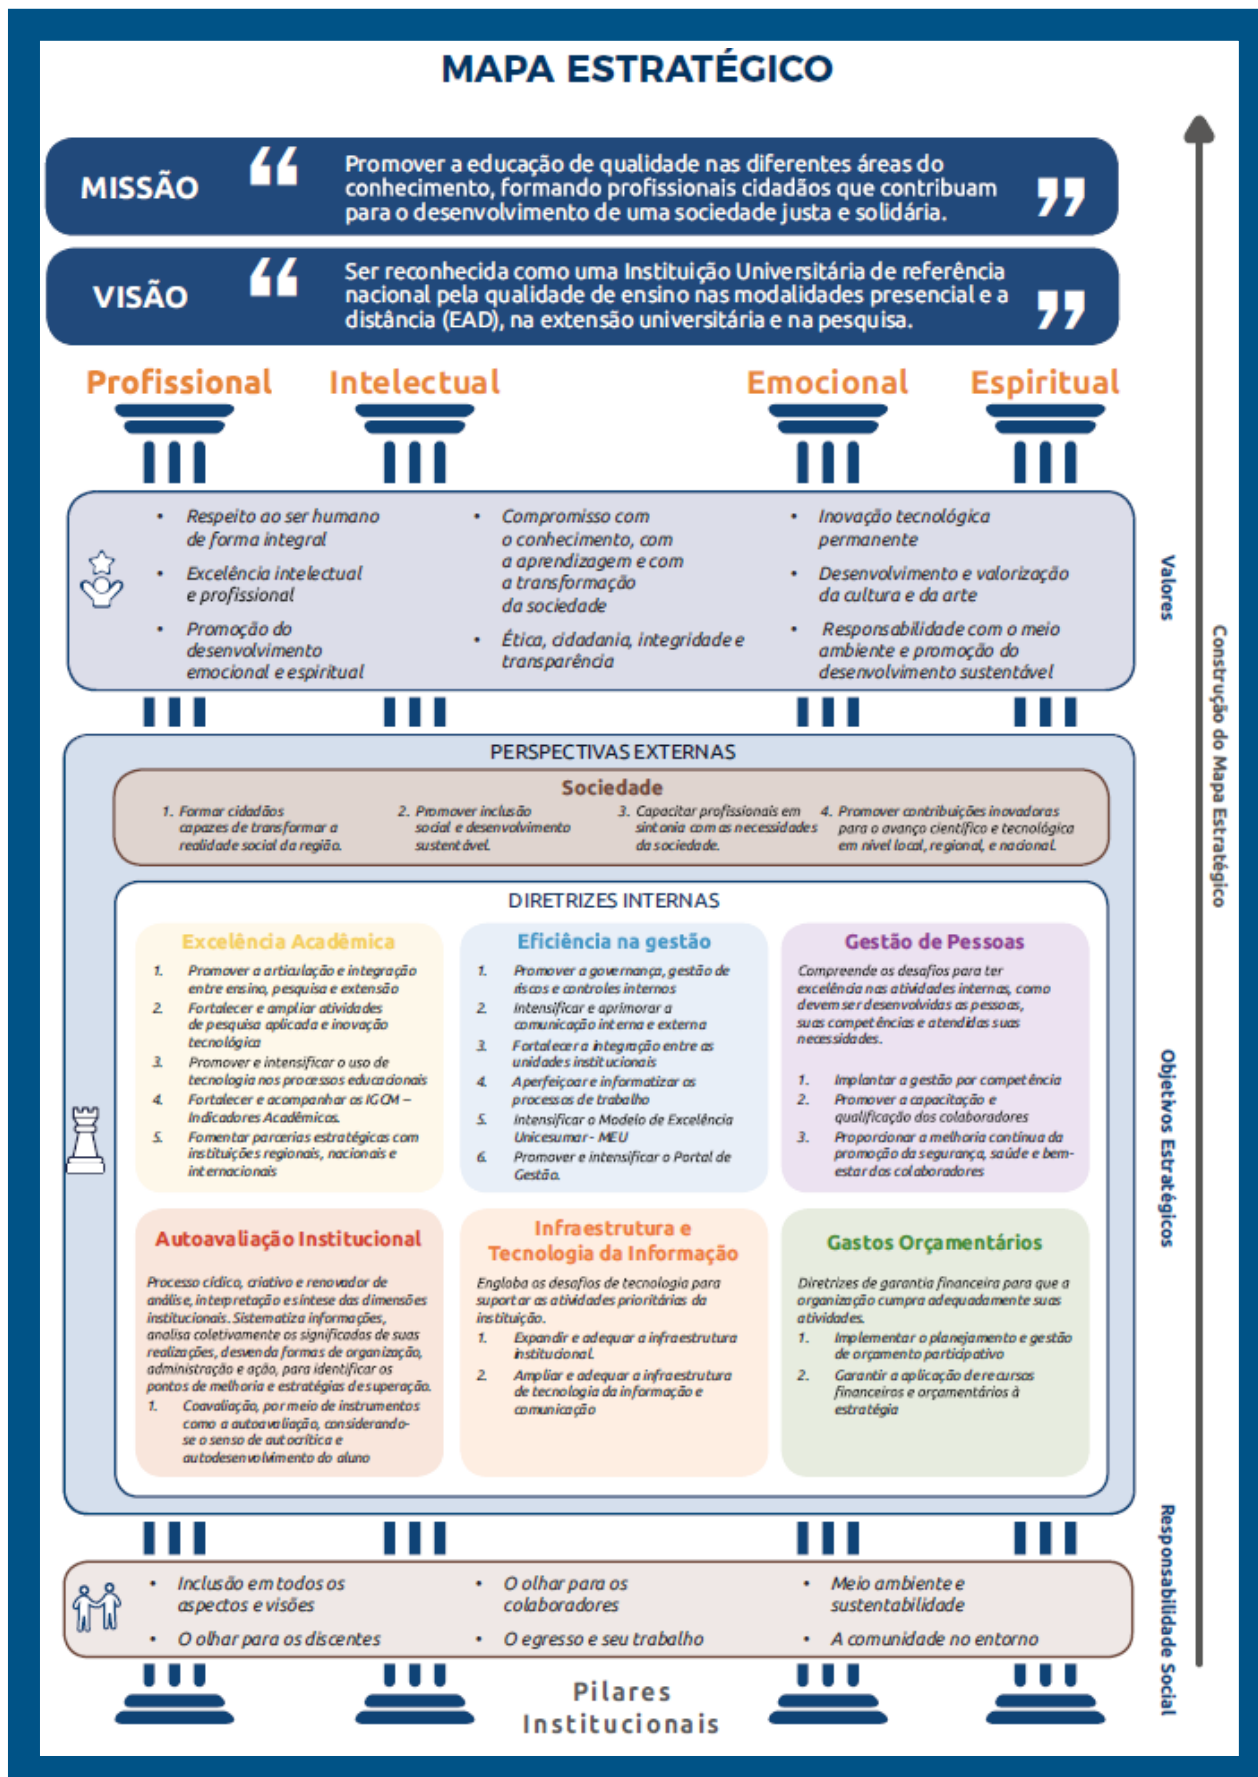 MAPA ESTRATÉGICO
MISSÃO
“
Promover a educação de qualidade nas diferentes áreas do
conhecimento, formando profissionais cidadãos que contribuam
para o desenvolvimento de uma sociedade justa e solidária.
”
VISÃO
“
Ser reconhecida como uma Instituição Universitária de referência
nacional pela qualidade de ensino nas modalidades presencial e a
distância (EAD), na extensão universitária e na pesquisa.
”
Profissional
Intelectual
Emocional
Espiritual
• Respeito ao ser humano
de forma integral
• Excelência intelectual
e profissional
• Promoção do
desenvolvimento
emocional e espiritual
• Compromisso com
o conhecimento, com
a aprendizagem e com
a transformação
da sociedade
• Ética, cidadania, integridade e
transparência
• Inovação tecnológica
permanente
• Desenvolvimento e valorização
da cultura e da arte
• Responsabilidade com o meio
ambiente e promoção do
desenvolvimento sustentável
Valores
Construção do Mapa Estratégico
PERSPECTIVAS EXTERNAS
Sociedade
1. Formar cidadãos
capazes de transformar a
realidade social da região.
2. Promover inclusão
social e desenvolvimento
sustentável.
3. Capacitar profissionais em
sintonia com as necessidades
da sociedade.
4. Promover contribuições inovadoras
para o avanço científico e tecnológica
em nível local, regional, e nacional.
DIRETRIZES INTERNAS
Excelência Acadêmica
1. Promover a articulação e integração
entre ensino, pesquisa e extensão
2. Fortalecer e ampliar atividades
de pesquisa aplicada e inovação
tecnológica
3. Promover e intensificar o uso de
tecnologia nos processos educacionais
4. Fortalecer e acompanhar os IGCM –
Indicadores Acadêmicos.
5. Fomentar parcerias estratégicas com
instituições regionais, nacionais e
internacionais
Eficiência na gestão
1. Promover a governança, gestão de
riscos e controles internos
2. Intensificar e aprimorar a
comunicação interna e externa
3. Fortalecer a integração entre as
unidades institucionais
4. Aperfeiçoar e informatizar os
processos de trabalho
5. Intensificar o Modelo de Excelência
Unicesumar - MEU
6. Promover e intensificar o Portal de
Gestão.
Gestão de Pessoas
Compreende os desafios para ter
excelência nas atividades internas, como
devem ser desenvolvidas as pessoas,
suas competências e atendidas suas
necessidades.
1. Implantar a gestão por competência
2. Promover a capacitação e
qualificação dos colaboradores
3. Proporcionar a melhoria contínua da
promoção da segurança, saúde e bem-
estar dos colaboradores
Autoavaliação Institucional
Processo cíclico, criativo e renovador de
análise, interpretação e síntese das dimensões
institucionais. Sistematiza informações,
analisa coletivamente os significados de suas
realizações, desvenda formas de organização,
administração e ação, para identificar os
pontos de melhoria e estratégias de superação.
1. Coavaliação, por meio de instrumentos
como a autoavaliação, considerando-
se o senso de autocrítica e
autodesenvolvimento do aluno
Infraestrutura e
Tecnologia da Informação
Engloba os desafios de tecnologia para
suportar as atividades prioritárias da
instituição.
1. Expandir e adequar a infraestrutura
institucional.
2. Ampliar e adequar a infraestrutura
de tecnologia da informação e
comunicação
Gastos Orçamentários
Diretrizes de garantia financeira para que a
organização cumpra adequadamente suas
atividades.
1. Implementar o planejamento e gestão
de orçamento participativo
2. Garantir a aplicação de recursos
financeiros e orçamentários à
estratégia
Objetivos Estratégicos
• Inclusão em todos os
aspectos e visões
• O olhar para os discentes
• O olhar para os
colaboradores
• O egresso e seu trabalho
• Meio ambiente e
sustentabilidade
• A comunidade no entorno
Responsabilidade Social
Pilares
Institucionais